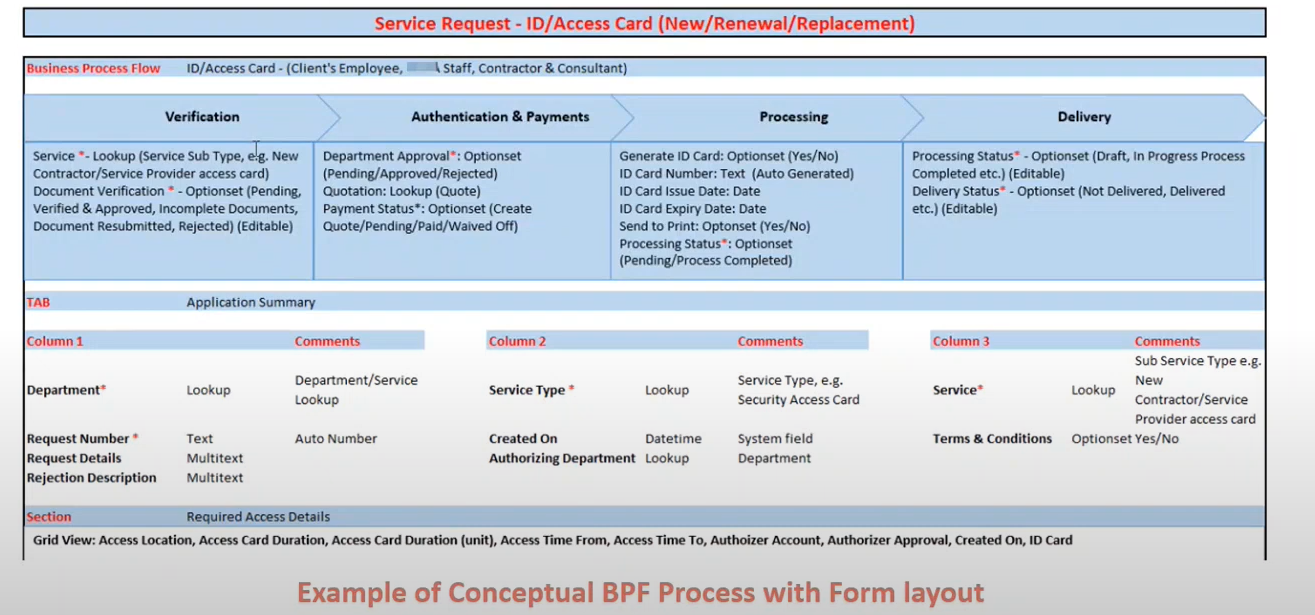 Service Request - ID/Access Card (New/Renewal/Replacement)
Business Process Flow ID/Access Card - (Client's Employee, Staff, Contractor & Consultant)
Verification Authentication & Payments Processing Delivery
Service *- Lookup (Service Sub Type, e.g. New
Contractor/Service Provider access card)
Document Verification * - Optionset (Pending,
Verified & Approved, Incomplete Documents,
Document Resubmitted, Rejected) (Editable)
Department Approval*: Optionset
(Pending/Approved/Rejected)
Quotation: Lookup (Quote)
Payment Status*: Optionset (Create
Quote/Pending/Paid/Waived Off)
Generate ID Card: Optionset (Yes/No)
ID Card Number: Text (Auto Generated)
ID Card Issue Date: Date
ID Card Expiry Date: Date
Send to Print: Optonset (Yes/No)
Processing Status*: Optionset
(Pending/Process Completed)
Processing Status* - Optionset (Draft, In Progress Process
Completed etc.) (Editable)
Delivery Status* - Optionset (Not Delivered, Delivered
etc.) (Editable)
TAB Application Summary
Column 1 Comments Column 2 Comments Column 3 Comments
Department* Lookup Department/Service
Lookup
Service Type * Lookup Service Type, e.g.
Security Access Card
Service* Lookup Sub Service Type e.g.
New
Contractor/Service
Provider access card
Request Number * Text Auto Number Created On Datetime System field Terms & Conditions Optionset Yes/No
Request Details Multitext Authorizing Department Lookup Department
Rejection Description Multitext
Section Required Access Details
Grid View: Access Location, Access Card Duration, Access Card Duration (unit), Access Time From, Access Time To, Authoizer Account, Authorizer Approval, Created On, ID Card
Example of Conceptual BPF Process with Form layout